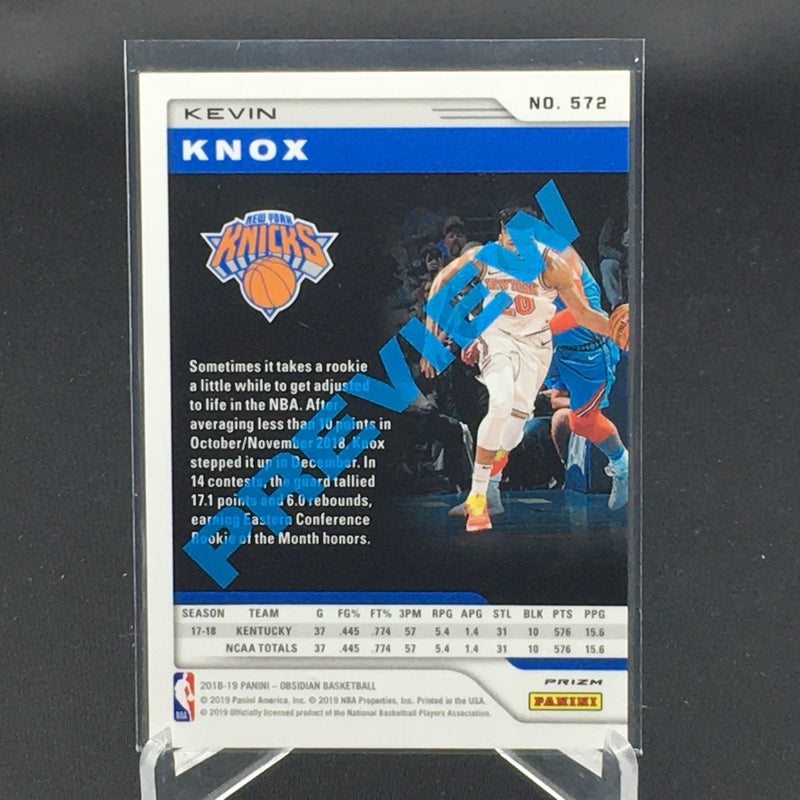 KEVIN
NO. 572
KNOX
NEW YORK
KNICKS
NEW YORK
20
PREVIEW
Sometimes it takes a rookie
a little while to get adjusted
to life in the NBA. After
averaging less than 10 points in
October/November 2018, Knox
stepped it up in December. In
14 contests, the guard tallied
17.1 points and 6.0 rebounds,
earning Eastern Conference
Rookie of the Month honors.
SEASON TEAM G FG% FT% 3PM RPG APG STL BLK PTS PPG
17-18 KENTUCKY 37 .445 .774 57 5.4 1.4 31 10 576 15.6
NCAA TOTALS 37 .445 .774 57 5.4 1.4 31 10 576 15.6
2018-19 PANINI – OBSIDIAN BASKETBALL
© 2019 Panini America, Inc. © 2019 NBA Properties, Inc. Printed in the USA.
© 2019 Officially licensed product of the National Basketball Players Association.
NBA
PRIZM
PANINI